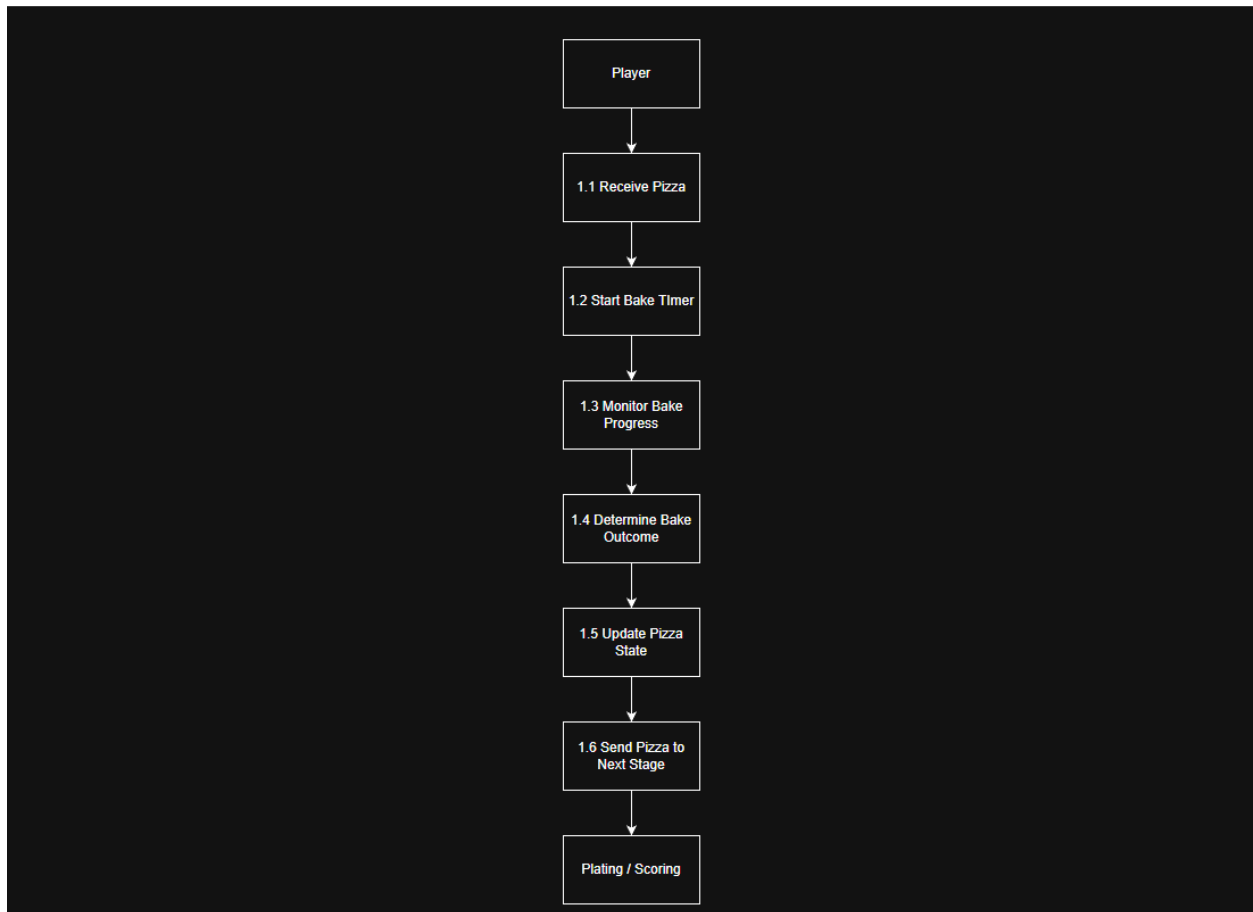 Player
1.1 Receive Pizza
1.2 Start Bake TImer
1.3 Monitor Bake
Progress
1.4 Determine Bake
Outcome
1.5 Update Pizza
State
1.6 Send Pizza to
Next Stage
Plating / Scoring